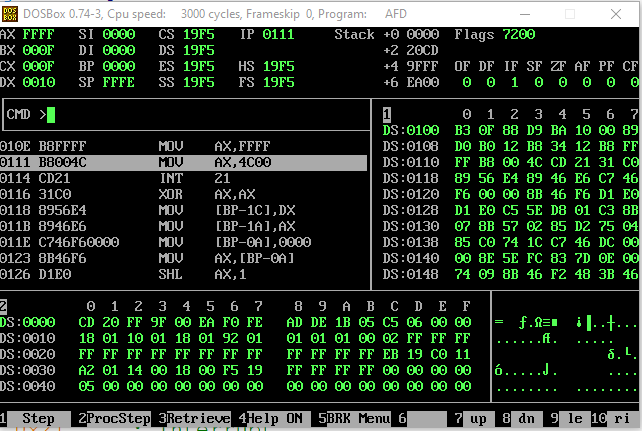 DOSBox 0.74-3, Cpu speed: 3000 cycles, Frameskip 0, Program: AFD
AX FFFF SI 0000 CS 19F5 IP 0111 Stack +0 0000 Flags 7200
BX 000F DI 0000 DS 19F5 +2 20CD
CX 000F BP 0000 ES 19F5 HS 19F5 +4 9FFF OF DF IF SF ZF AF PF CF
DX 0010 SP FFFE SS 19F5 FS 19F5 +6 EA00 0 0 1 0 0 0 0 0
CMD > 1 0 1 2 3 4 5 6 7
DS:0100 B3 0F 88 D9 BA 10 00 89
010E B8FFFF MOV AX,FFFF DS:0108 D0 B0 12 B8 34 12 B8 FF
0111 B8004C MOV AX,4C00 DS:0110 FF B8 00 4C CD 21 31 C0
0114 CD21 INT 21 DS:0118 89 56 E4 89 46 E6 C7 46
0116 31C0 XOR AX,AX DS:0120 F6 00 00 8B 46 F6 D1 E0
0118 8956E4 MOV [BP-1C],DX DS:0128 D1 E0 C5 5E D8 01 C3 8B
011B 8946E6 MOV [BP-1A],AX DS:0130 07 8B 57 02 85 D2 75 04
011E C746F60000 MOV [BP-0A],0000 DS:0138 85 C0 74 1C C7 46 DC 00
0123 8B46F6 MOV AX,[BP-0A] DS:0140 00 8E 5E FC 83 7D 0E 00
0126 D1E0 SHL AX,1 DS:0148 74 09 8B 46 F2 48 3B 46
2 0 1 2 3 4 5 6 7 8 9 A B C D E F
DS:0000 CD 20 FF 9F 00 EA F0 FE AD DE 1B 05 C5 06 00 00
DS:0010 18 01 10 01 18 01 92 01 01 01 01 00 02 FF FF FF
DS:0020 FF FF FF FF FF FF FF FF FF FF FF FF EB 19 C0 11
DS:0030 A2 01 14 00 18 00 F5 19 FF FF FF FF 00 00 00 00
DS:0040 05 00 00 00 00 00 00 00 00 00 00 00 00 00 00 00
1 Step 2ProcStep 3Retrieve 4Help ON 5BRK Menu 6 7 up 8 dn 9 le 10 ri